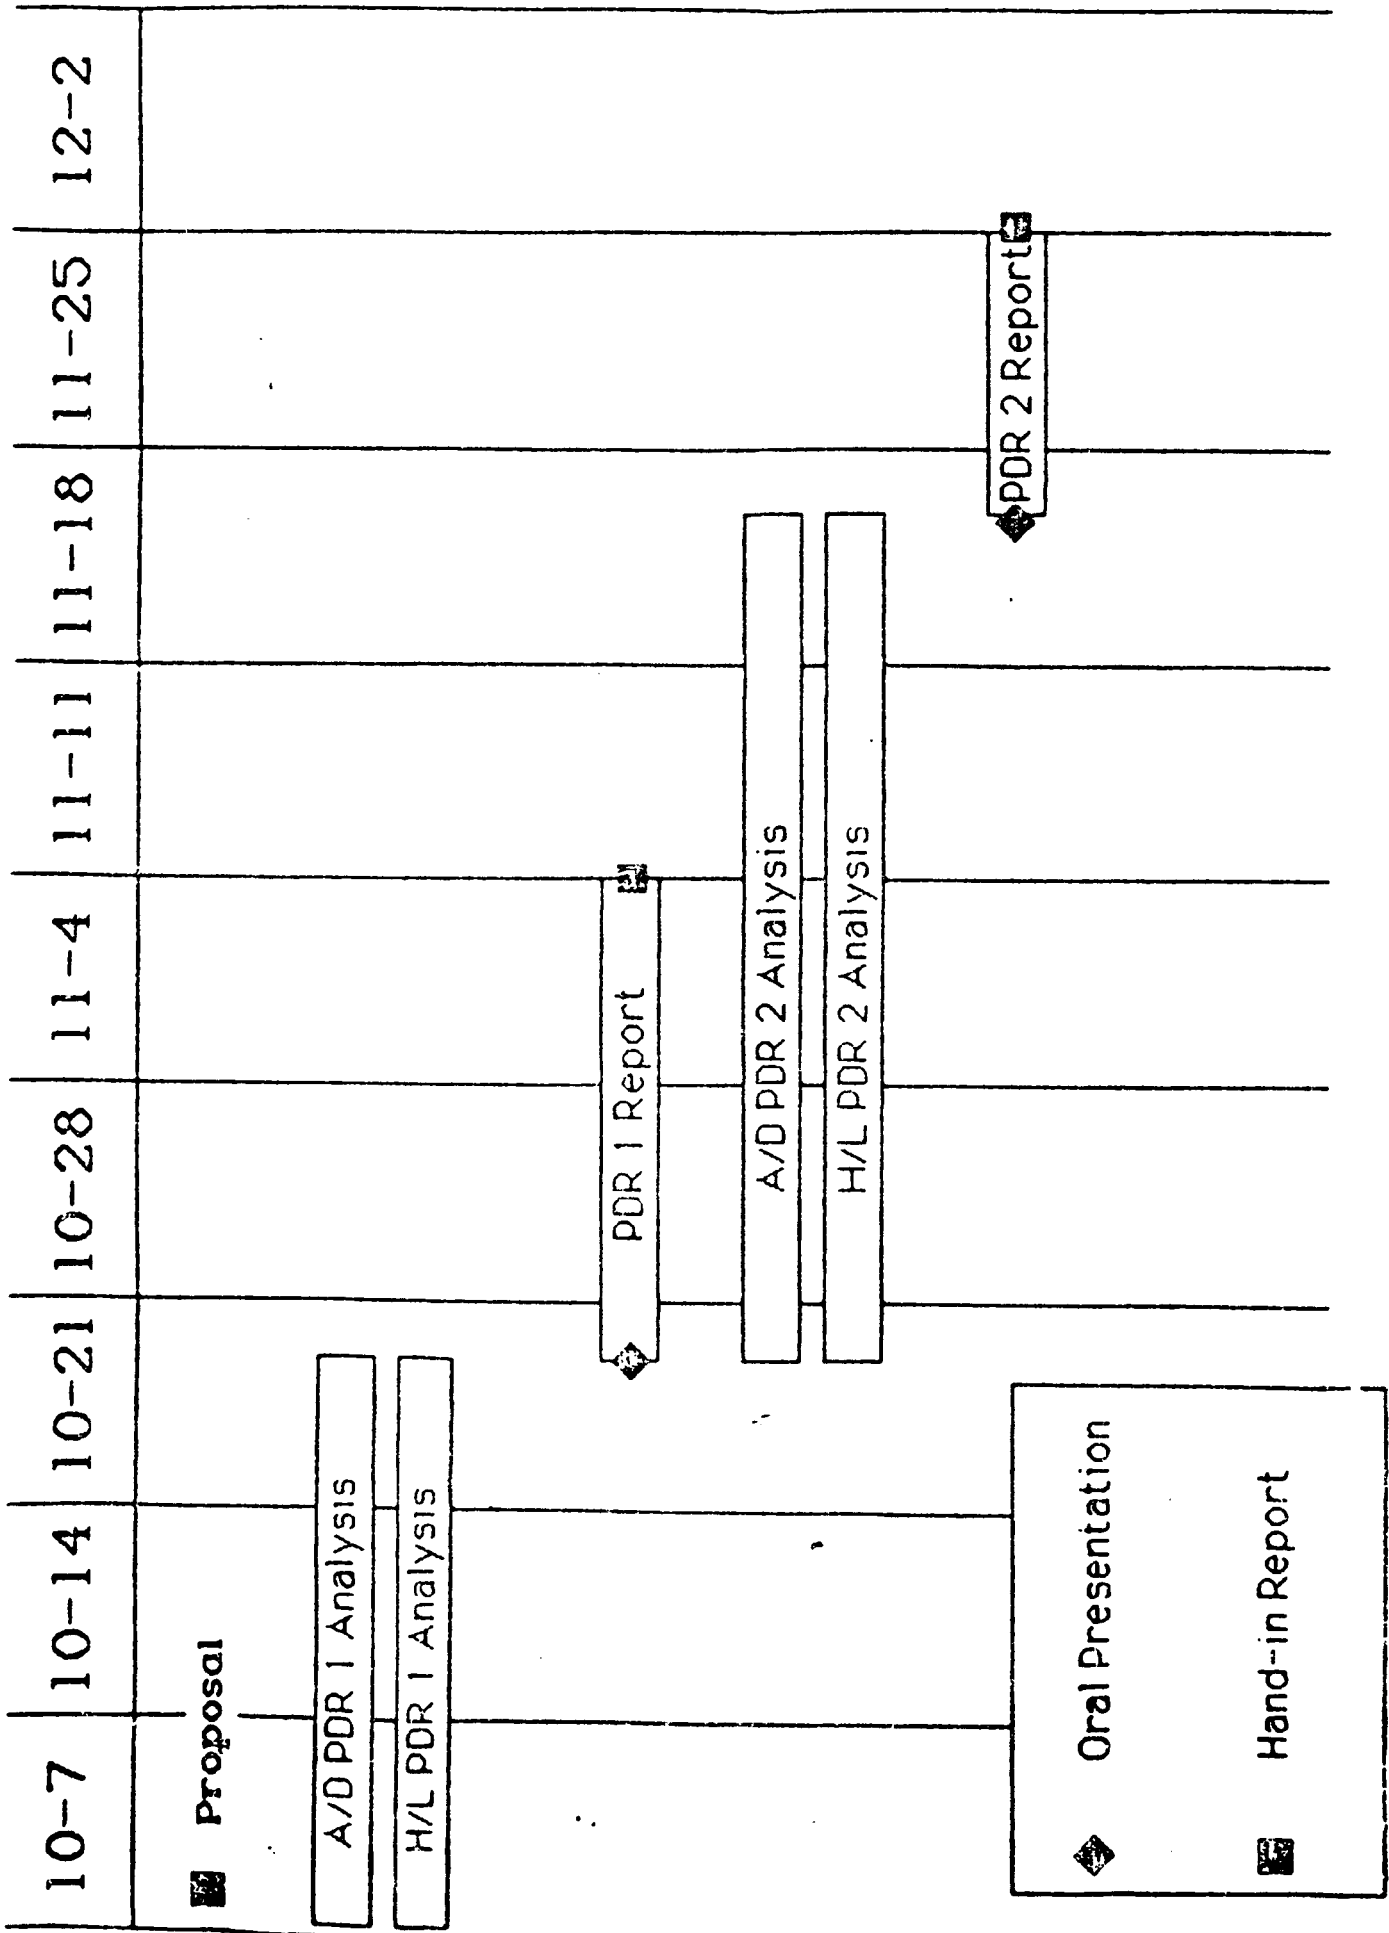 10-7 10-14 10-21 10-28 11-4 11-11 11-18 11-25 12-2
Proposal
A/D PDR 1 Analysis
H/L PDR 1 Analysis
PDR 1 Report
A/D PDR 2 Analysis
H/L PDR 2 Analysis
PDR 2 Report
Oral Presentation
Hand-in Report